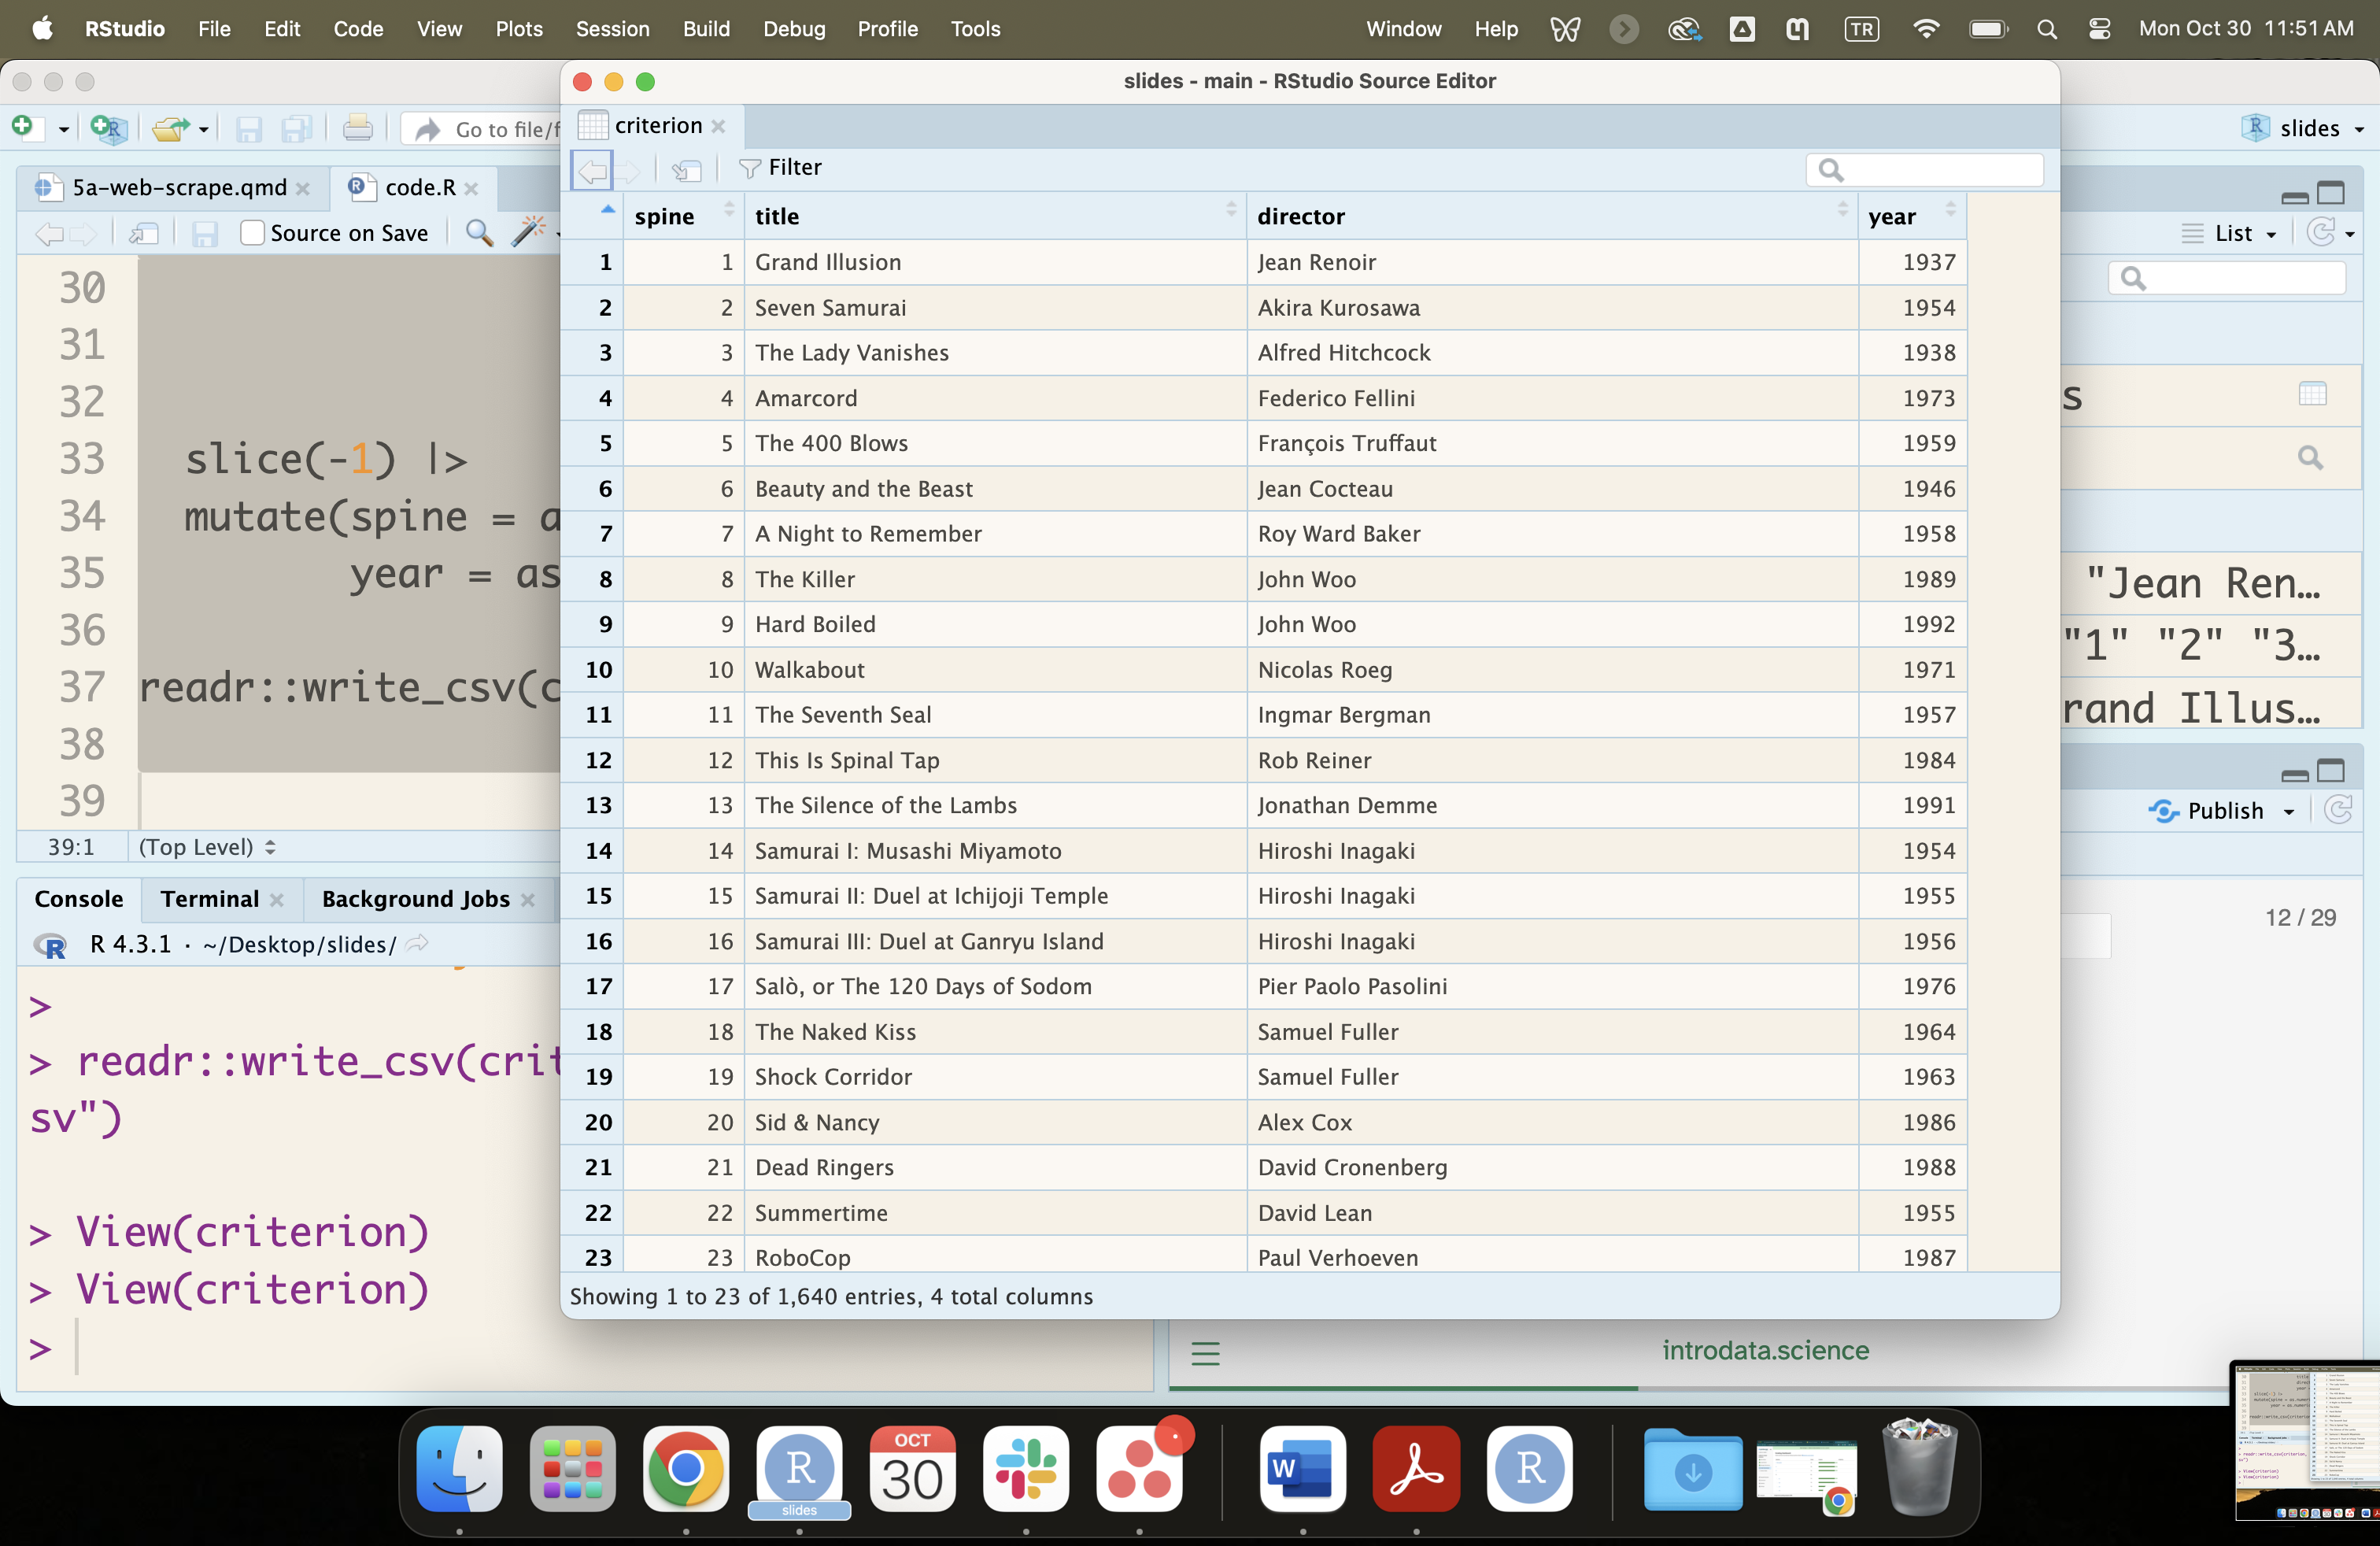 RStudio File Edit Code View Plots Session Build Debug Profile Tools Window Help TR Mon Oct 30 11:51 AM
slides - main - RStudio Source Editor
Go to file/f
slides
criterion
Filter
5a-web-scrape.qmd code.R
Source on Save
List
spine title director year
1 1 Grand Illusion Jean Renoir 1937
2 2 Seven Samurai Akira Kurosawa 1954
3 3 The Lady Vanishes Alfred Hitchcock 1938
4 4 Amarcord Federico Fellini 1973
5 5 The 400 Blows François Truffaut 1959
6 6 Beauty and the Beast Jean Cocteau 1946
7 7 A Night to Remember Roy Ward Baker 1958
8 8 The Killer John Woo 1989
9 9 Hard Boiled John Woo 1992
10 10 Walkabout Nicolas Roeg 1971
11 11 The Seventh Seal Ingmar Bergman 1957
12 12 This Is Spinal Tap Rob Reiner 1984
13 13 The Silence of the Lambs Jonathan Demme 1991
14 14 Samurai I: Musashi Miyamoto Hiroshi Inagaki 1954
15 15 Samurai II: Duel at Ichijoji Temple Hiroshi Inagaki 1955
16 16 Samurai III: Duel at Ganryu Island Hiroshi Inagaki 1956
17 17 Salò, or The 120 Days of Sodom Pier Paolo Pasolini 1976
18 18 The Naked Kiss Samuel Fuller 1964
19 19 Shock Corridor Samuel Fuller 1963
20 20 Sid & Nancy Alex Cox 1986
21 21 Dead Ringers David Cronenberg 1988
22 22 Summertime David Lean 1955
23 23 RoboCop Paul Verhoeven 1987
Showing 1 to 23 of 1,640 entries, 4 total columns
30
31
32
33 slice(-1) |>
34 mutate(spine = a
35 year = as
36
37 readr::write_csv(c
38
39
39:1 (Top Level)
Console Terminal Background Jobs
R 4.3.1 · ~/Desktop/slides/
>
> readr::write_csv(crit
sv")
> View(criterion)
> View(criterion)
>
s
"Jean Ren…
"1" "2" "3…
rand Illus…
Publish
12 / 29
introdata.science
R
slides
OCT
30
W
R